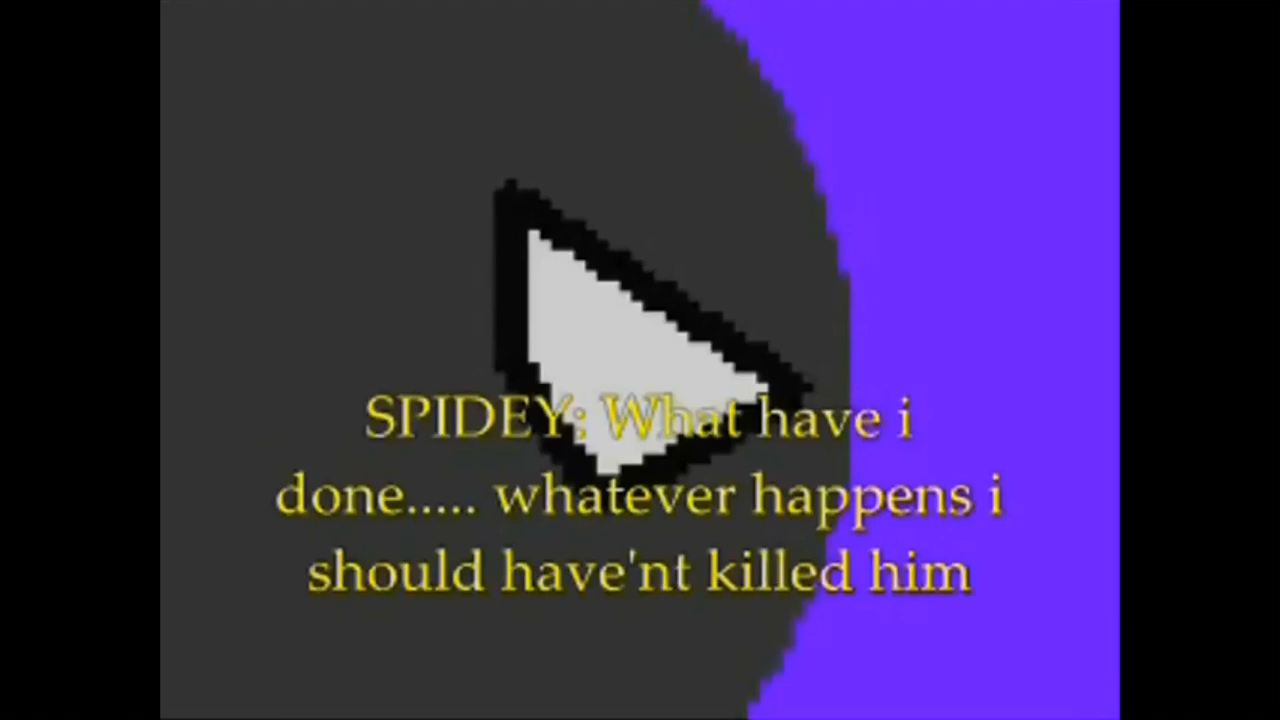 SPIDEY: What have i
done..... whatever happens i
should have'nt killed him